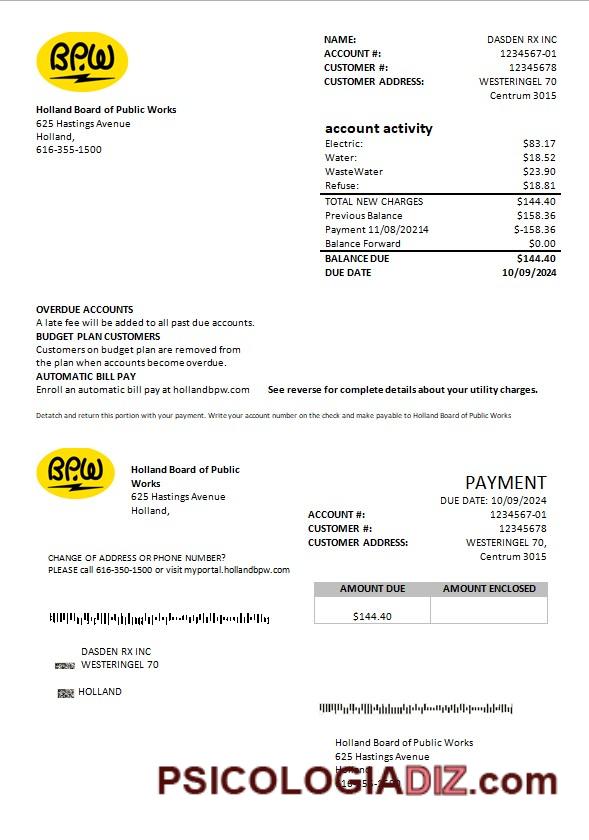 BPW
Holland Board of Public Works
625 Hastings Avenue
Holland,
616-355-1500
NAME: DASDEN RX INC
ACCOUNT #: 1234567-01
CUSTOMER #: 12345678
CUSTOMER ADDRESS: WESTERINGEL 70
Centrum 3015
account activity
Electric: $83.17
Water: $18.52
WasteWater $23.90
Refuse: $18.81
TOTAL NEW CHARGES $144.40
Previous Balance $158.36
Payment 11/08/20214 $-158.36
Balance Forward $0.00
BALANCE DUE $144.40
DUE DATE 10/09/2024
OVERDUE ACCOUNTS
A late fee will be added to all past due accounts.
BUDGET PLAN CUSTOMERS
Customers on budget plan are removed from
the plan when accounts become overdue.
AUTOMATIC BILL PAY
Enroll an automatic bill pay at hollandbpw.com See reverse for complete details about your utility charges.
Detatch and return this portion with your payment. Write your account number on the check and make payable to Holland Board of Public Works
BPW
Holland Board of Public
Works
625 Hastings Avenue
Holland,
PAYMENT
DUE DATE: 10/09/2024
ACCOUNT #: 1234567-01
CUSTOMER #: 12345678
CUSTOMER ADDRESS: WESTERINGEL 70,
Centrum 3015
CHANGE OF ADDRESS OR PHONE NUMBER?
PLEASE call 616-350-1500 or visit myportal.hollandbpw.com
AMOUNT DUE AMOUNT ENCLOSED
$144.40
DASDEN RX INC
WESTERINGEL 70
HOLLAND
Holland Board of Public Works
625 Hastings Avenue
Holland
PSICOLOGIADIZ.com